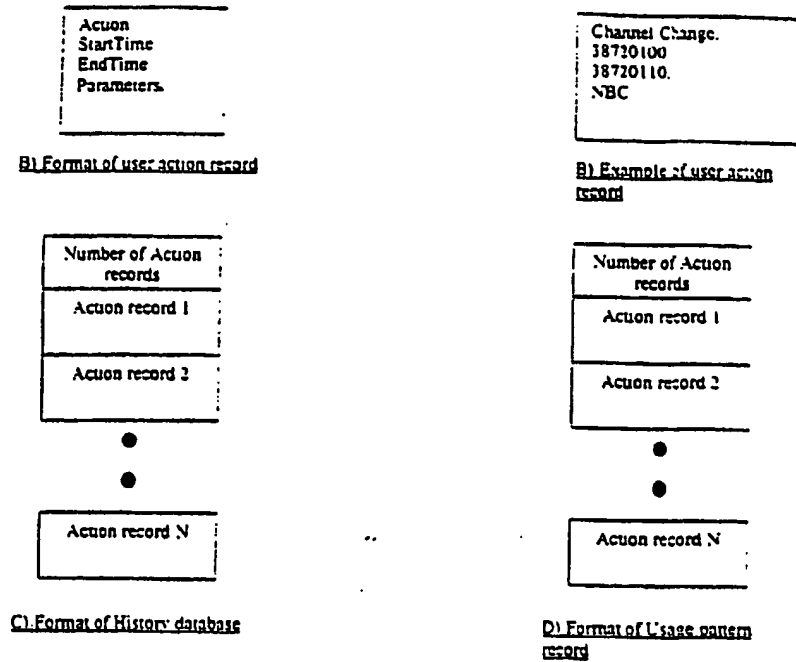 Action
StartTime
EndTime
Parameters.
B) Format of user action record
Channel Change.
38720100
38720110.
NBC
B) Example of user action
record
Number of Action
records
Action record 1
Action record 2
Action record N
C) Format of History database
Number of Action
records
Action record 1
Action record 2
Action record N
D) Format of Usage pattern
record